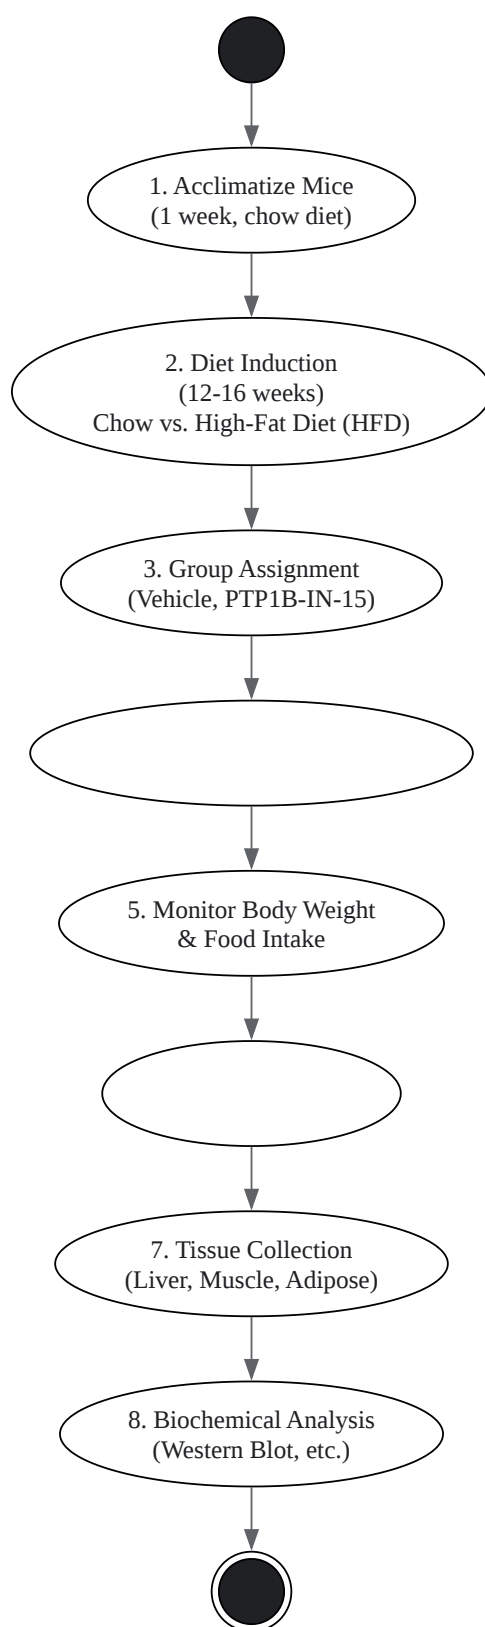 1. Acclimatize Mice
(1 week, chow diet)
2. Diet Induction
(12-16 weeks)
Chow vs. High-Fat Diet (HFD)
3. Group Assignment
(Vehicle, PTP1B-IN-15)
5. Monitor Body Weight
& Food Intake
7. Tissue Collection
(Liver, Muscle, Adipose)
8. Biochemical Analysis
(Western Blot, etc.)